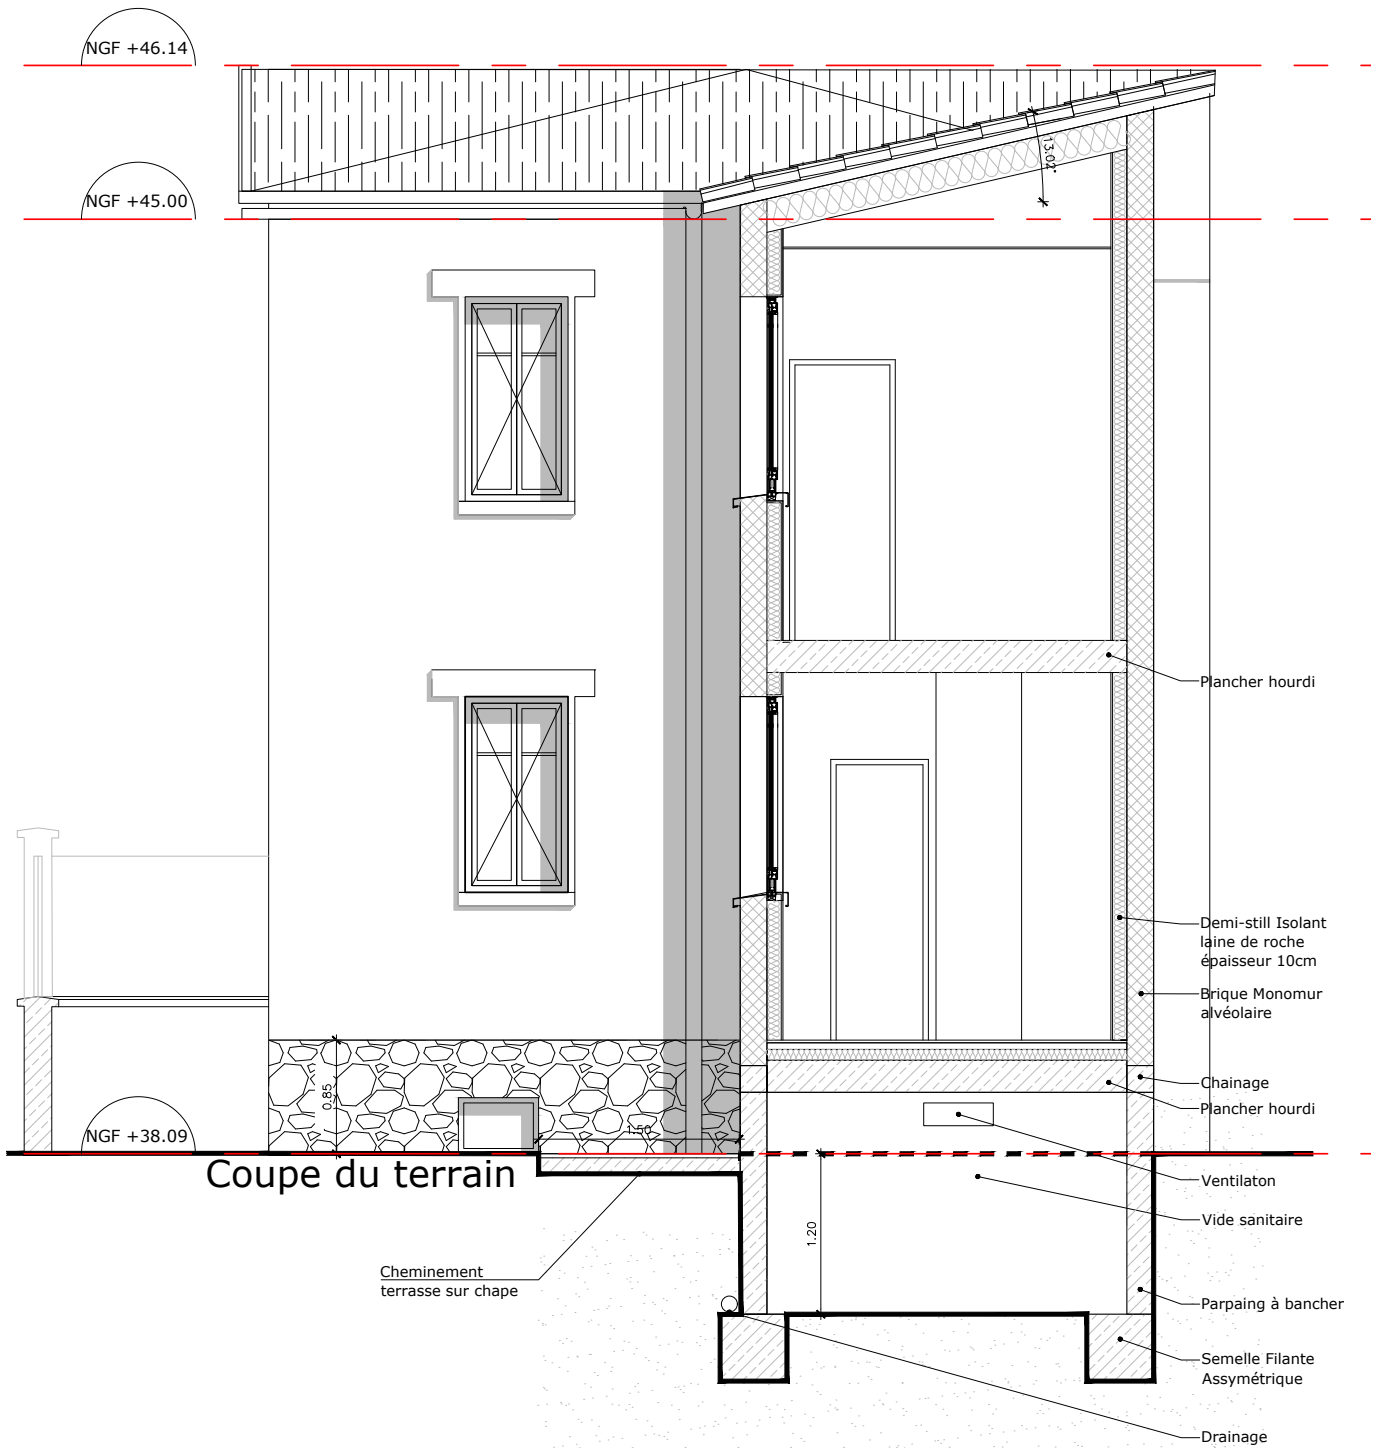 NGF +46.14
NGF +45.00
13.02°
Plancher hourdi
Demi-still Isolant
laine de roche
épaisseur 10cm
Brique Monomur
alvéolaire
Chainage
Plancher hourdi
0.85
1.50
NGF +38.09
Coupe du terrain
Ventilaton
Vide sanitaire
1.20
Cheminement
terrasse sur chape
Parpaing à bancher
Semelle Filante
Assymétrique
Drainage